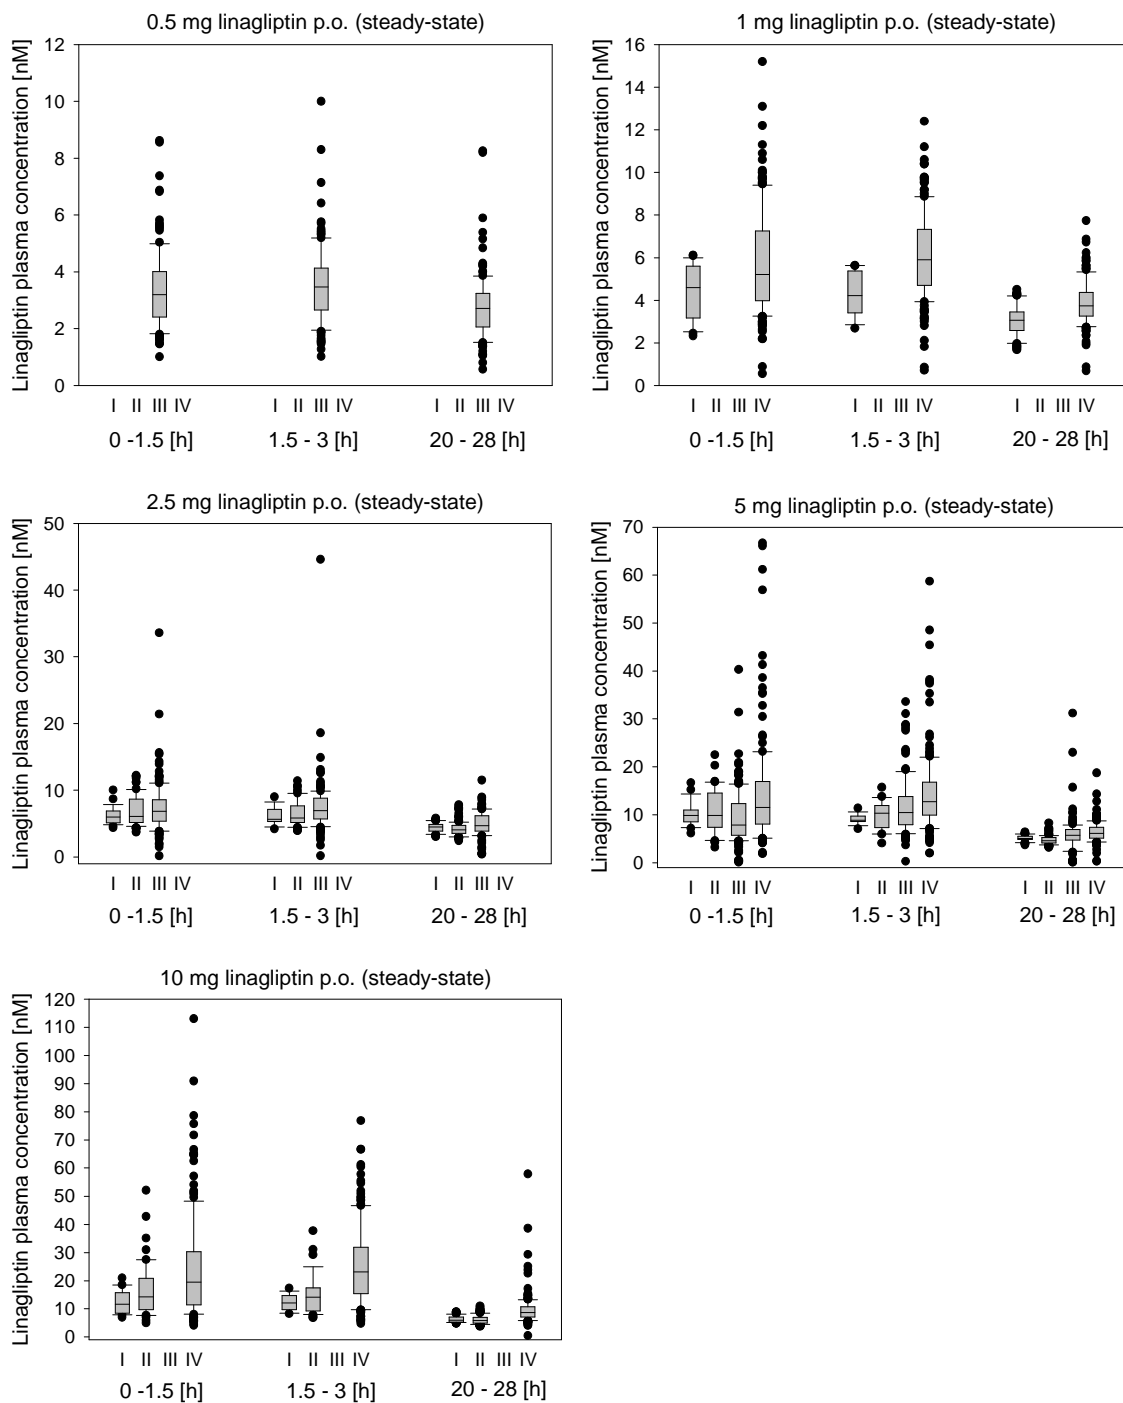 0.5 mg linagliptin p.o. (steady-state)
Linagliptin plasma concentration [nM]
12
10
8
6
4
2
0
I II III IV I II III IV I II III IV
0 -1.5 [h] 1.5 - 3 [h] 20 - 28 [h]
1 mg linagliptin p.o. (steady-state)
Linagliptin plasma concentration [nM]
16
14
12
10
8
6
4
2
0
I II III IV I II III IV I II III IV
0 -1.5 [h] 1.5 - 3 [h] 20 - 28 [h]
2.5 mg linagliptin p.o. (steady-state)
Linagliptin plasma concentration [nM]
50
40
30
20
10
0
I II III IV I II III IV I II III IV
0 -1.5 [h] 1.5 - 3 [h] 20 - 28 [h]
5 mg linagliptin p.o. (steady-state)
Linagliptin plasma concentration [nM]
70
60
50
40
30
20
10
0
I II III IV I II III IV I II III IV
0 -1.5 [h] 1.5 - 3 [h] 20 - 28 [h]
10 mg linagliptin p.o. (steady-state)
Linagliptin plasma concentration [nM]
120
110
100
90
80
70
60
50
40
30
20
10
0
I II III IV I II III IV I II III IV
0 -1.5 [h] 1.5 - 3 [h] 20 - 28 [h]